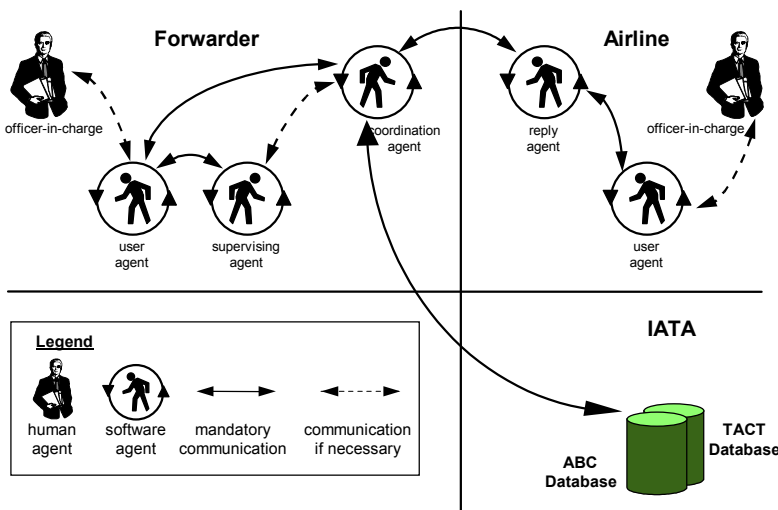 Forwarder
Airline
officer-in-charge
coordination
agent
reply
agent
officer-in-charge
user
agent
supervising
agent
user
agent
IATA
Legend
human
agent
software
agent
mandatory
communication
communication
if necessary
ABC
Database
TACT
Database